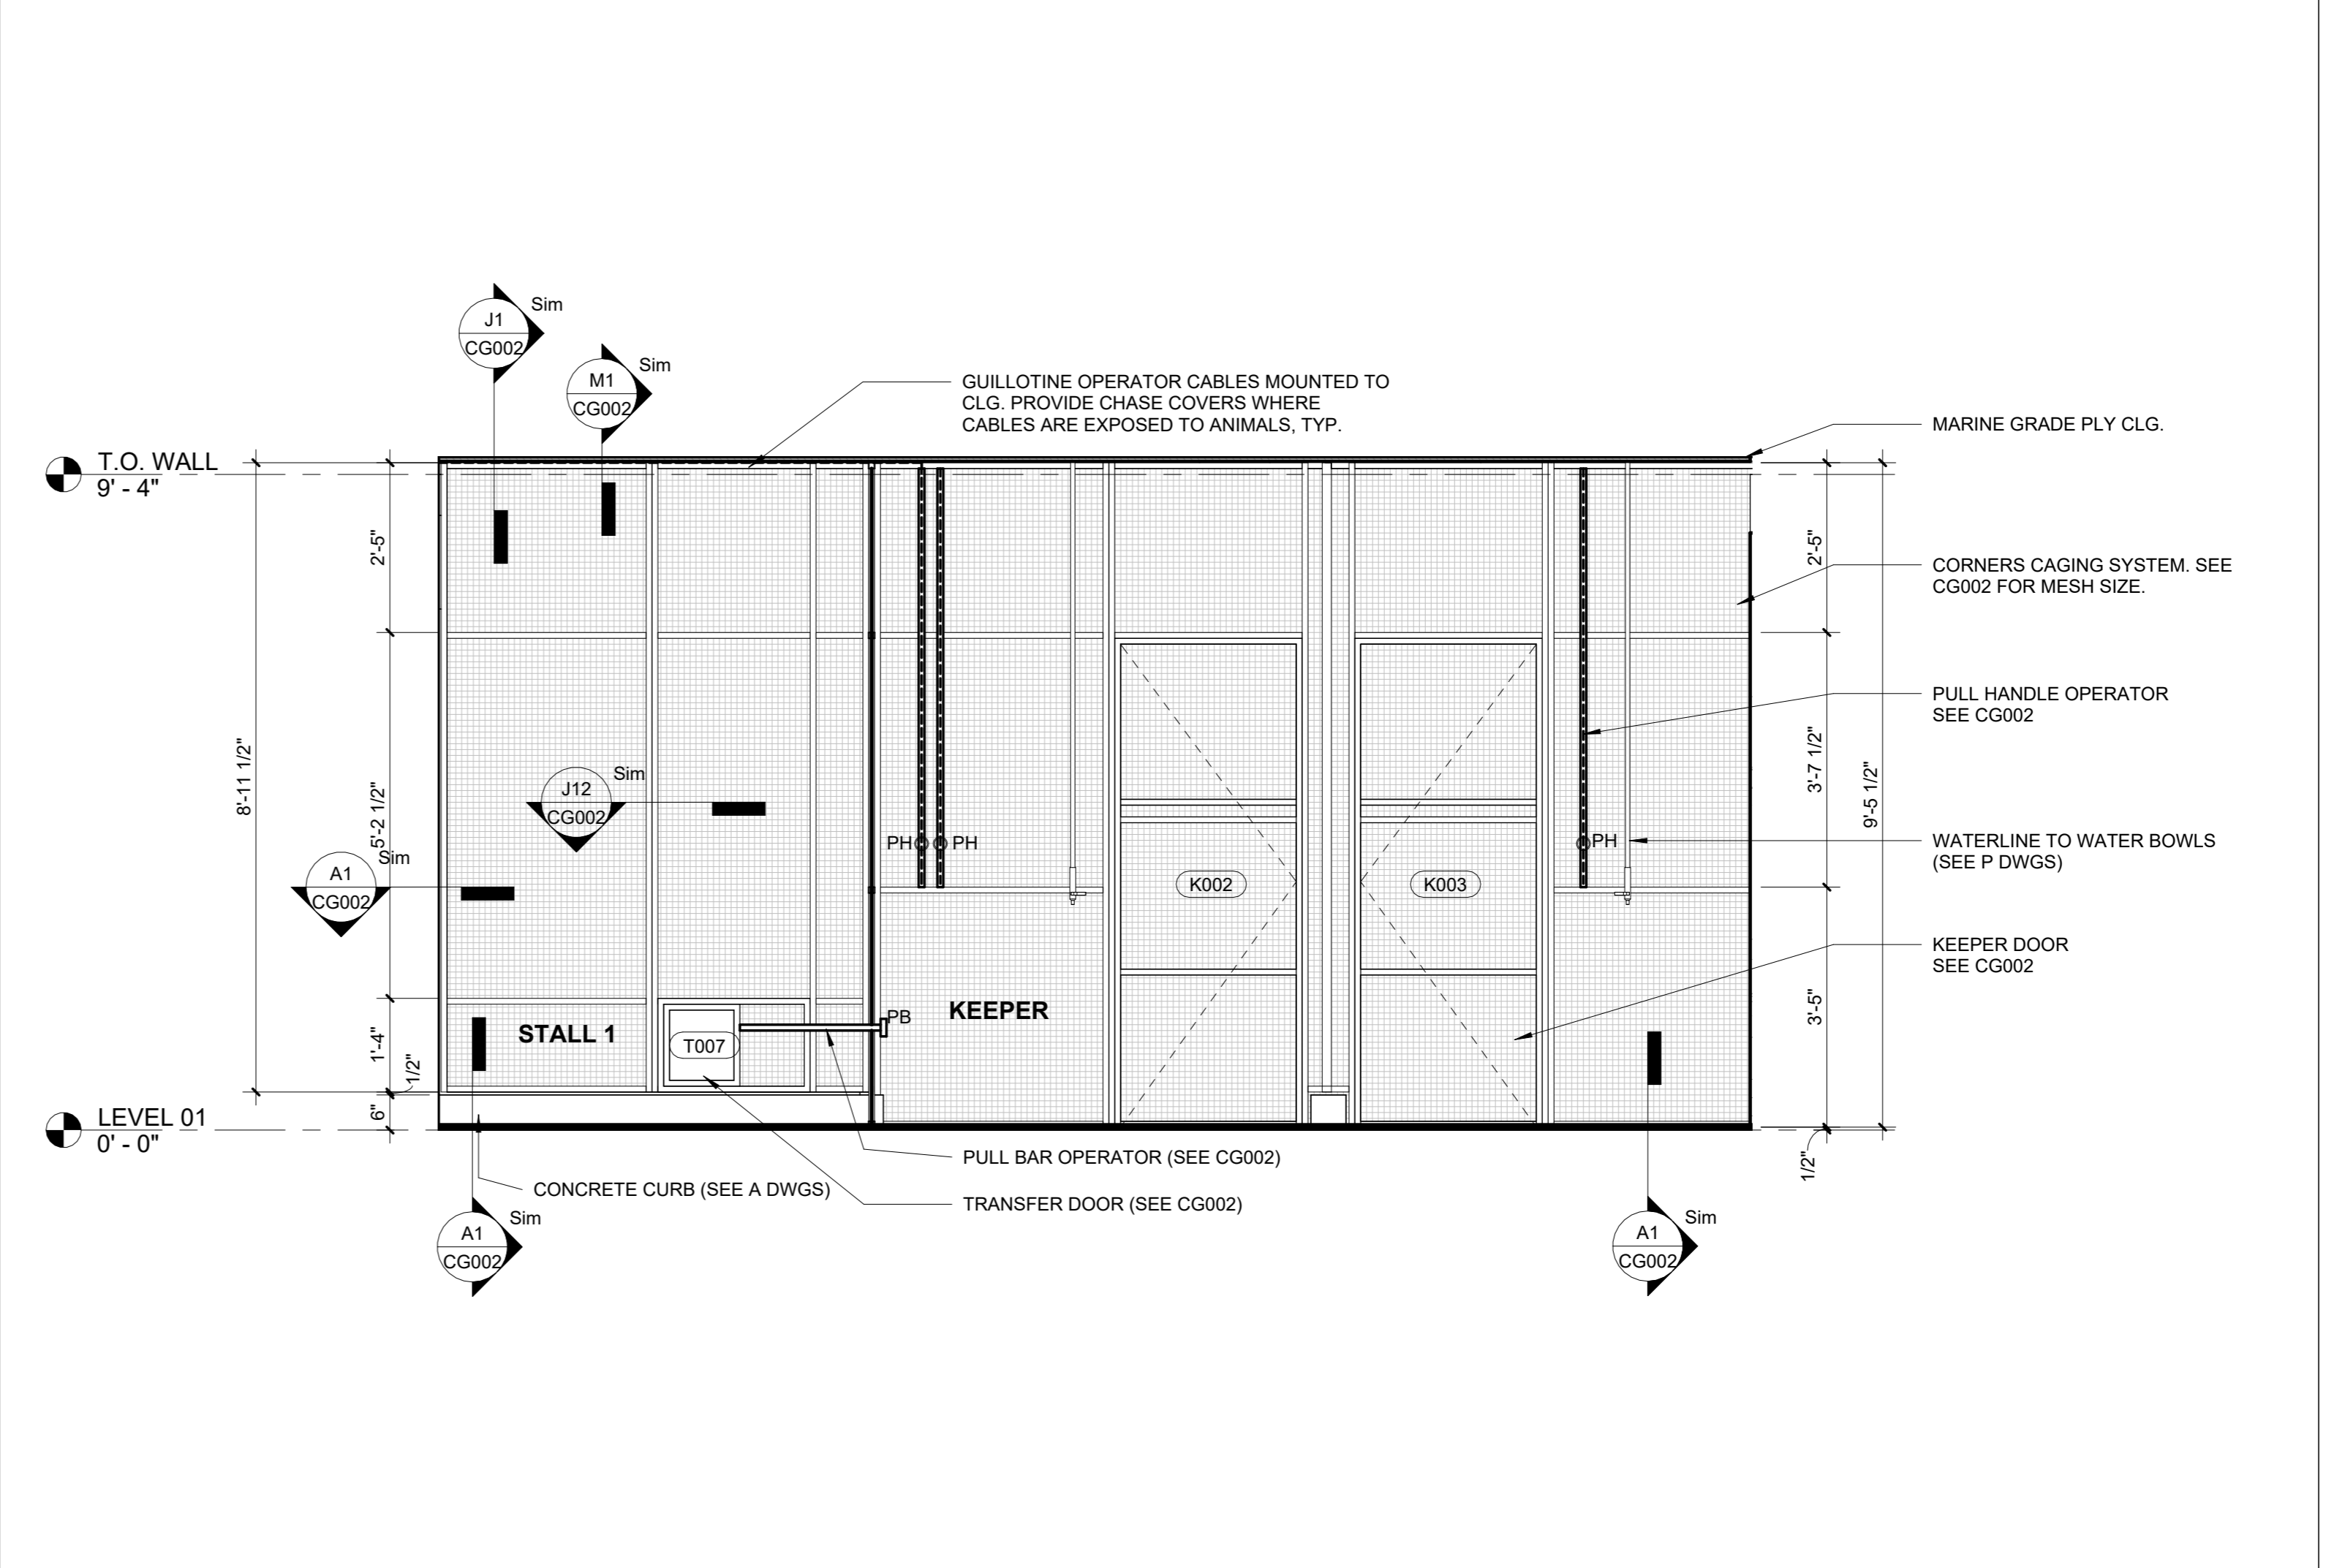 J1
CG002
Sim
M1
CG002
Sim
GUILLOTINE OPERATOR CABLES MOUNTED TO
CLG. PROVIDE CHASE COVERS WHERE
CABLES ARE EXPOSED TO ANIMALS, TYP.
MARINE GRADE PLY CLG.
T.O. WALL
9' - 4"
2'-5"
2'-5"
CORNERS CAGING SYSTEM. SEE
CG002 FOR MESH SIZE.
PULL HANDLE OPERATOR
SEE CG002
8'-11 1/2"
5'-2 1/2"
J12
CG002
Sim
3'-7 1/2"
9'-5 1/2"
PH
PH
PH
WATERLINE TO WATER BOWLS
(SEE P DWGS)
A1
CG002
Sim
K002
K003
KEEPER DOOR
SEE CG002
STALL 1
T007
PB
KEEPER
1'-4"
1/2"
6"
3'-5"
1/2"
LEVEL 01
0' - 0"
PULL BAR OPERATOR (SEE CG002)
CONCRETE CURB (SEE A DWGS)
TRANSFER DOOR (SEE CG002)
A1
CG002
Sim
A1
CG002
Sim